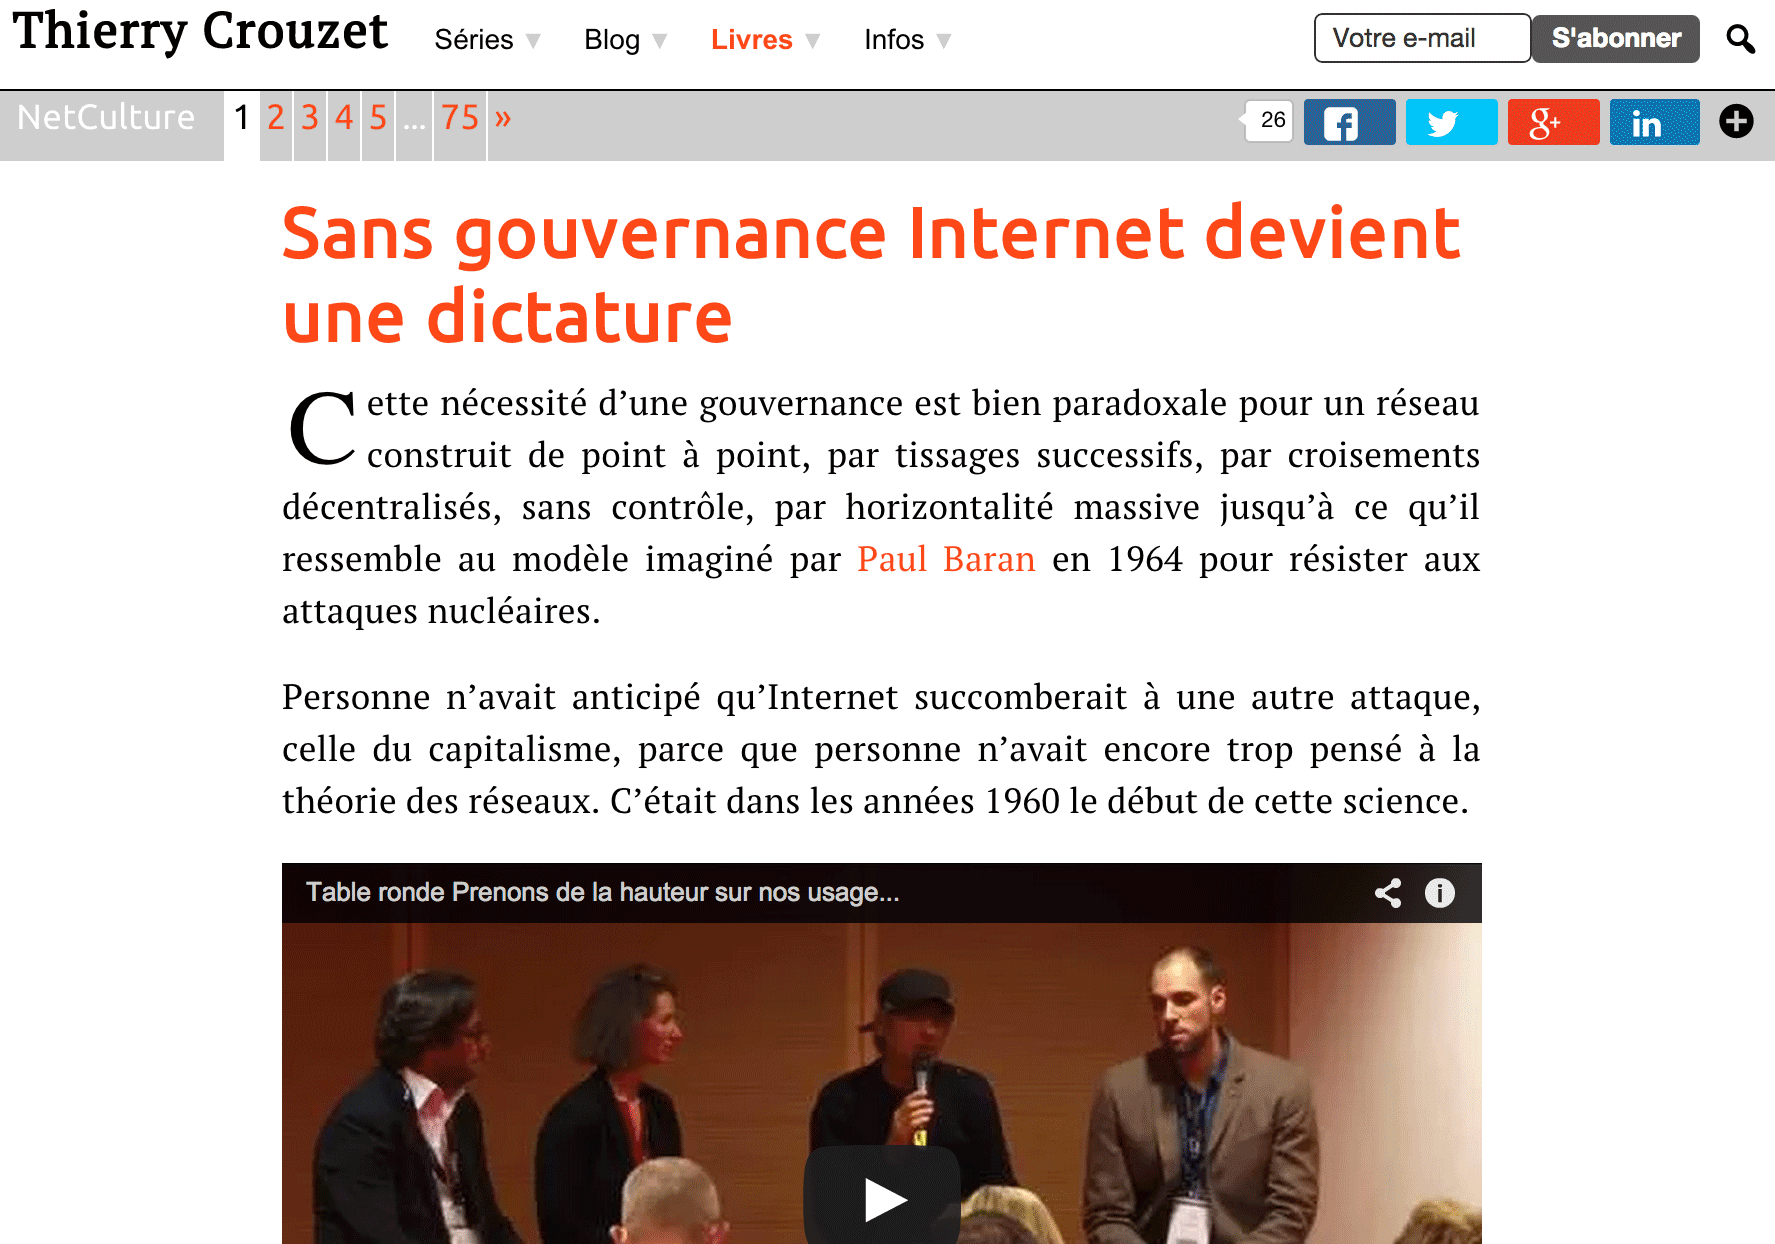 Thierry Crouzet
Séries ▼ Blog ▼ Livres ▼ Infos ▼
Votre e-mail S'abonner
NetCulture 1 2 3 4 5 ... 75 »
26 f g+ in
Sans gouvernance Internet devient
une dictature
Cette nécessité d’une gouvernance est bien paradoxale pour un réseau
construit de point à point, par tissages successifs, par croisements
décentralisés, sans contrôle, par horizontalité massive jusqu’à ce qu’il
ressemble au modèle imaginé par Paul Baran en 1964 pour résister aux
attaques nucléaires.
Personne n’avait anticipé qu’Internet succomberait à une autre attaque,
celle du capitalisme, parce que personne n’avait encore trop pensé à la
théorie des réseaux. C’était dans les années 1960 le début de cette science.
Table ronde Prenons de la hauteur sur nos usage...